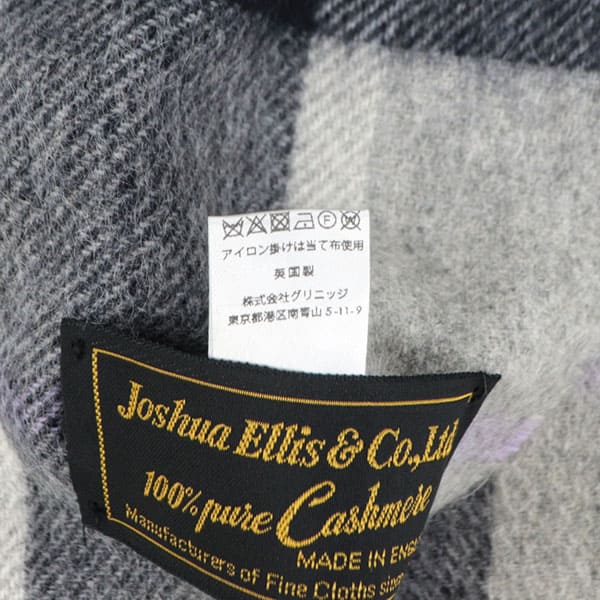 アイロン掛けは当て布使用
英国製
株式会社グリニッジ
東京都港区南青山 5-11-9
Joshua Ellis & Co., Ltd
100% pure Cashmere
MADE IN ENG
Manufacturers of Fine Cloths since